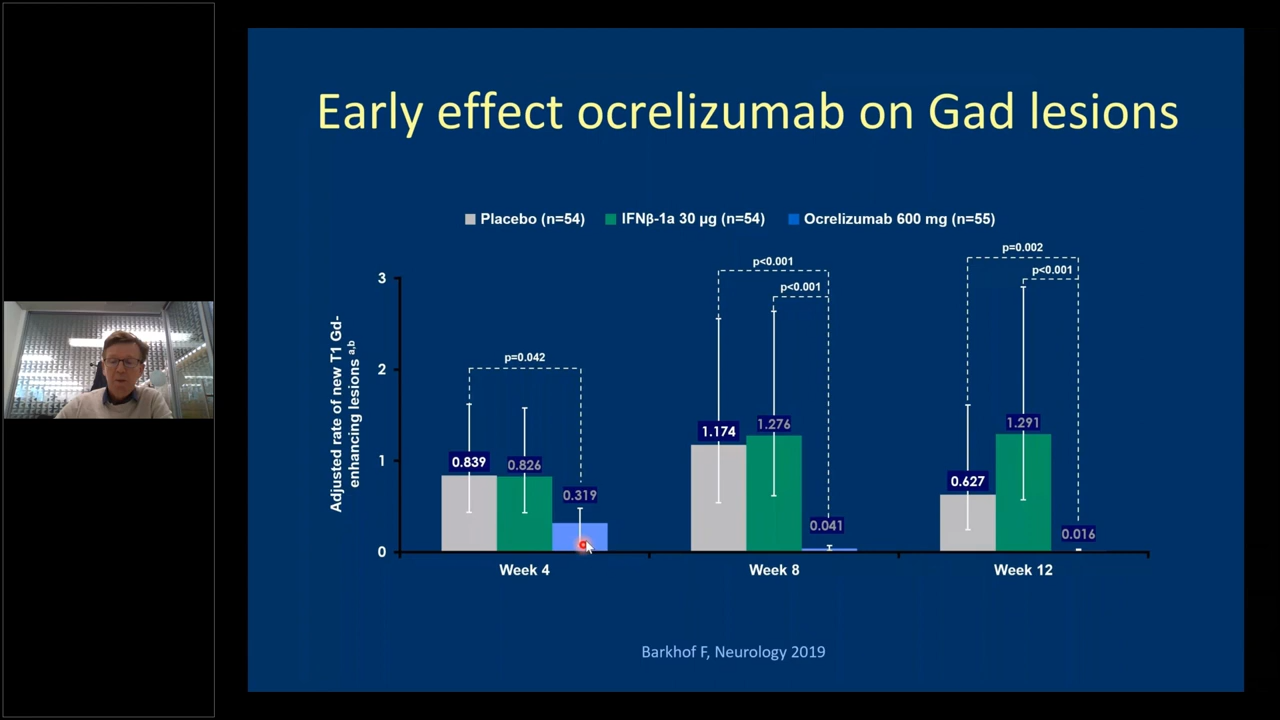 Early effect ocrelizumab on Gad lesions
Placebo (n=54) IFNβ-1a 30 µg (n=54) Ocrelizumab 600 mg (n=55)
Adjusted rate of new T1 Gd-
enhancing lesions a,b
3
2
1
0
p=0.042
0.839
0.826
0.319
Week 4
p<0.001
p<0.001
1.174
1.276
0.041
Week 8
p=0.002
p<0.001
0.627
1.291
0.016
Week 12
Barkhof F, Neurology 2019